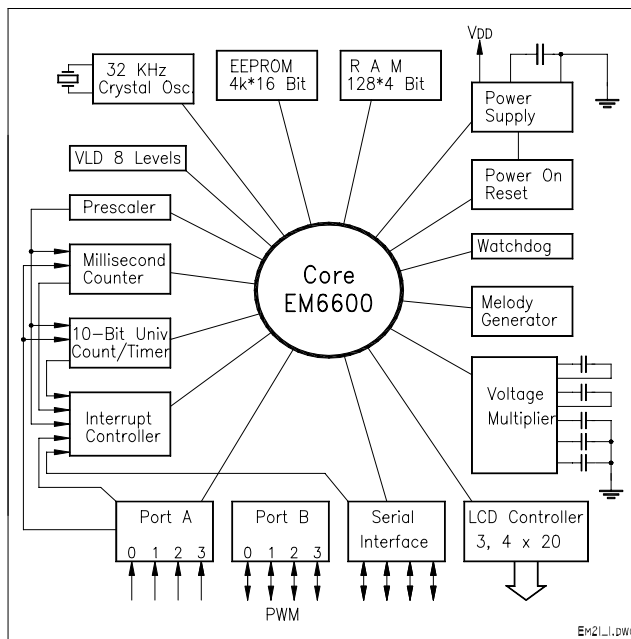 32 KHz
Crystal Osc.
EEPROM
4k*16 Bit
R A M
128*4 Bit
VDD
Power
Supply
VLD 8 Levels
Power On
Reset
Prescaler
Millisecond
Counter
Core
EM6600
Watchdog
Melody
Generator
10-Bit Univ
Count/Timer
Voltage
Multiplier
Interrupt
Controller
Port A
0 1 2 3
Port B
0 1 2 3
PWM
Serial
Interface
LCD Controller
3, 4 x 20